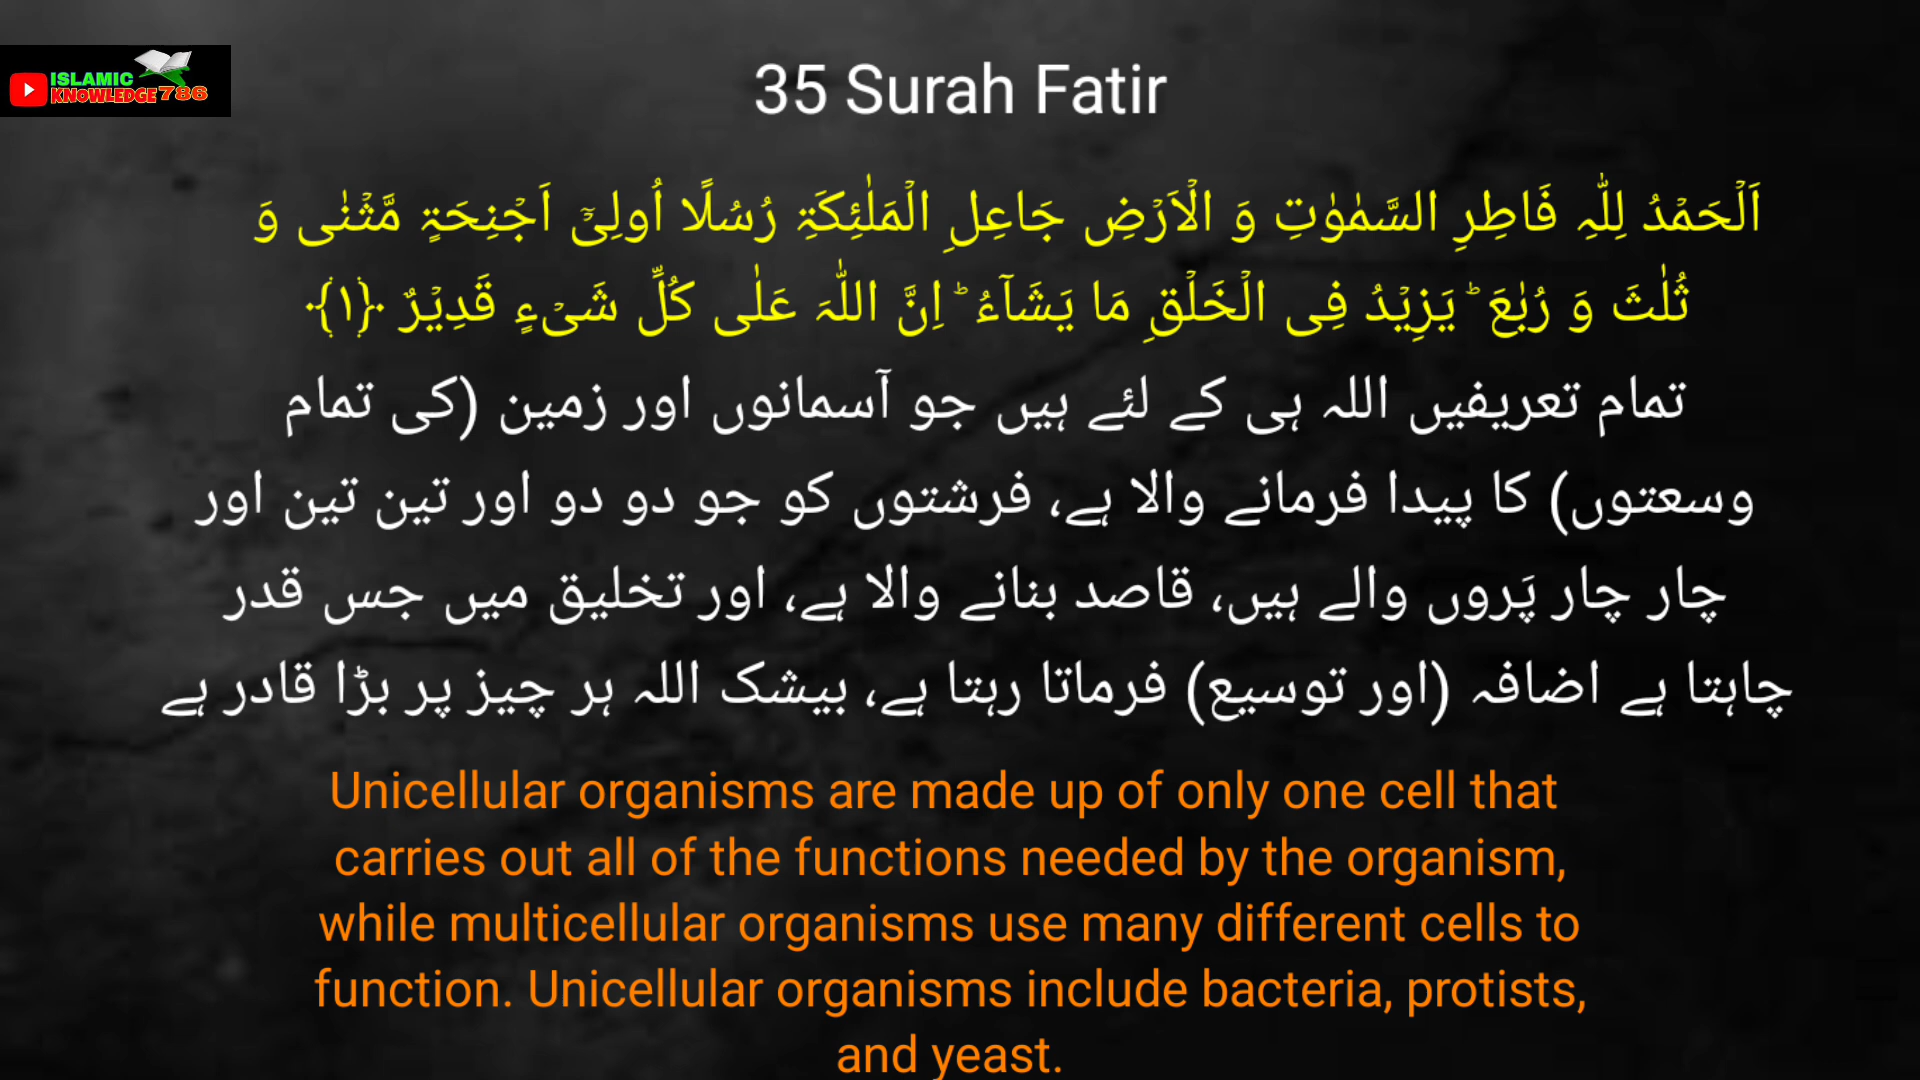 ISLAMIC
KNOWLEDGE786
35 Surah Fatir
اَلۡحَمۡدُ لِلّٰہِ فَاطِرِ السَّمٰوٰتِ وَ الۡاَرۡضِ جَاعِلِ الۡمَلٰٓئِکَۃِ رُسُلًا اُولِیۡۤ اَجۡنِحَۃٍ مَّثۡنٰی وَ
ثُلٰثَ وَ رُبٰعَ ؕ یَزِیۡدُ فِی الۡخَلۡقِ مَا یَشَآءُ ؕ اِنَّ اللّٰہَ عَلٰی کُلِّ شَیۡءٍ قَدِیۡرٌ ﴿۱﴾
تمام تعریفیں اللہ ہی کے لئے ہیں جو آسمانوں اور زمین (کی تمام
وسعتوں) کا پیدا فرمانے والا ہے، فرشتوں کو جو دو دو اور تین تین اور
چار چار پَروں والے ہیں، قاصد بنانے والا ہے، اور تخلیق میں جس قدر
چاہتا ہے اضافہ (اور توسیع) فرماتا رہتا ہے، بیشک اللہ ہر چیز پر بڑا قادر ہے
Unicellular organisms are made up of only one cell that
carries out all of the functions needed by the organism,
while multicellular organisms use many different cells to
function. Unicellular organisms include bacteria, protists,
and yeast.